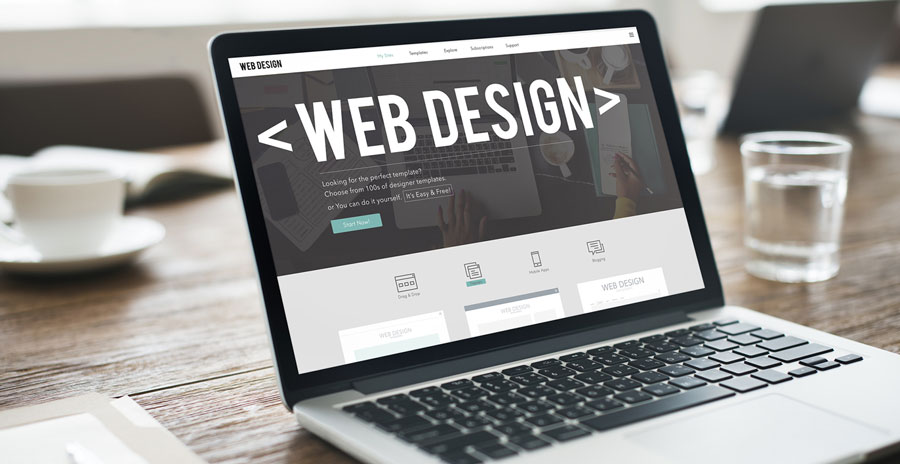 WEB DESIGN
My Sites Templates Explore Subscriptions Support
<WEB DESIGN>
Looking for the perfect template?
Choose from 100s of designer templates.
or You can do it yourself. It's Easy & Free!
Start Now!
Drag & Drop Mobile Apps Blogging
WEB DESIGN WEB DESIGN WEB DESIGN